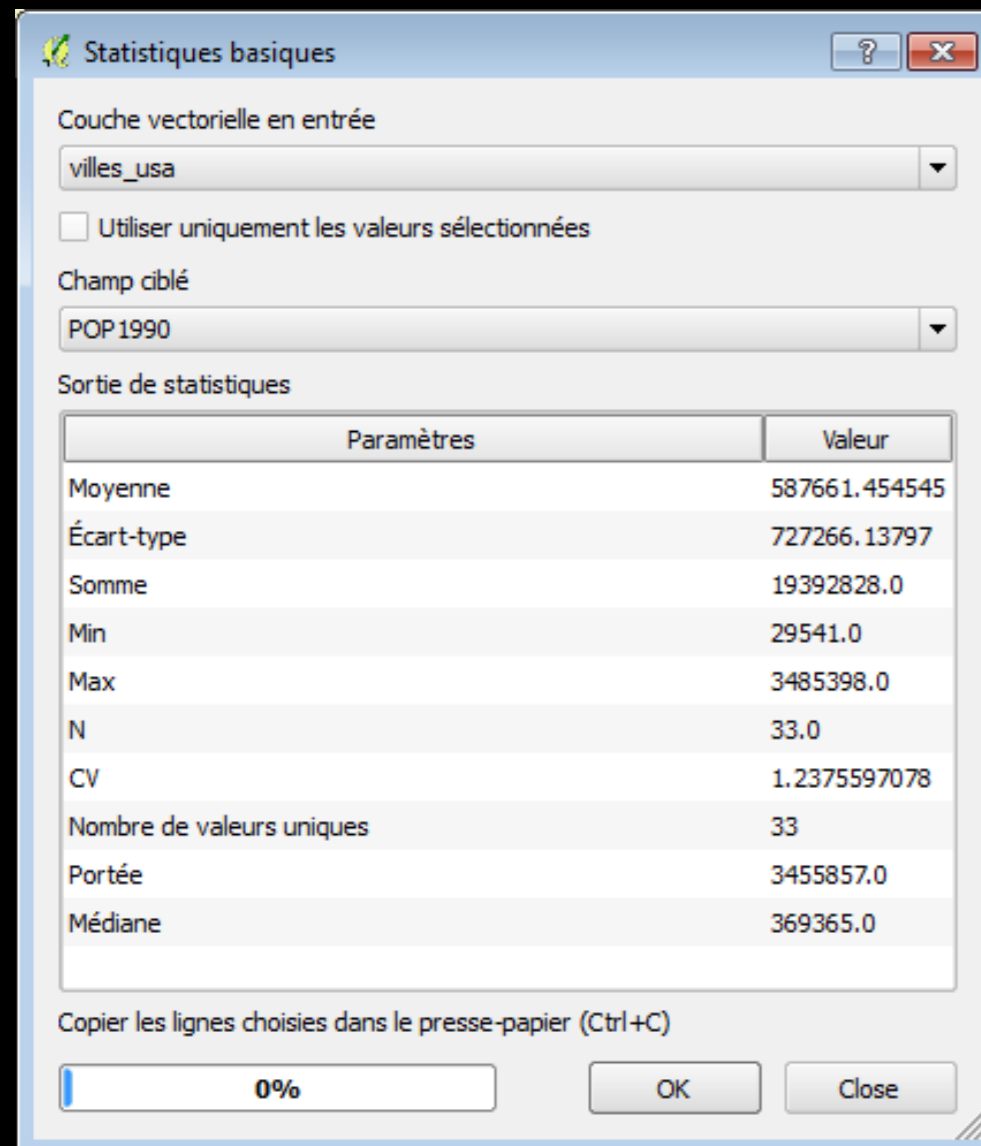 Statistiques basiques
Couche vectorielle en entrée
villes_usa
Utiliser uniquement les valeurs sélectionnées
Champ ciblé
POP1990
Sortie de statistiques
Paramètres Valeur
Moyenne 587661.454545
Écart-type 727266.13797
Somme 19392828.0
Min 29541.0
Max 3485398.0
N 33.0
CV 1.2375597078
Nombre de valeurs uniques 33
Portée 3455857.0
Médiane 369365.0
Copier les lignes choisies dans le presse-papier (Ctrl+C)
0% OK Close